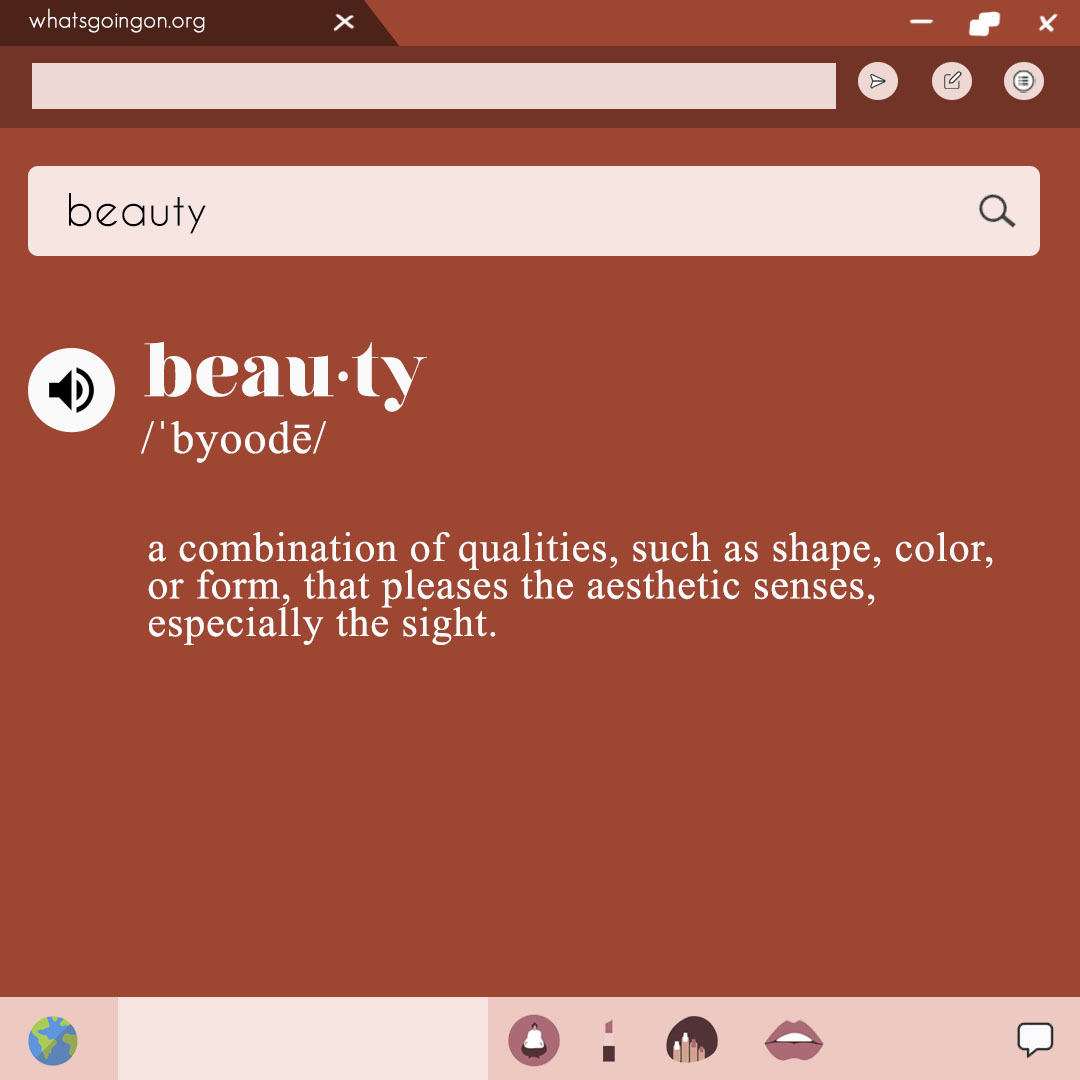 whatsgoingon.org
beauty
beau·ty
/ˈbyoodē/
a combination of qualities, such as shape, color,
or form, that pleases the aesthetic senses,
especially the sight.